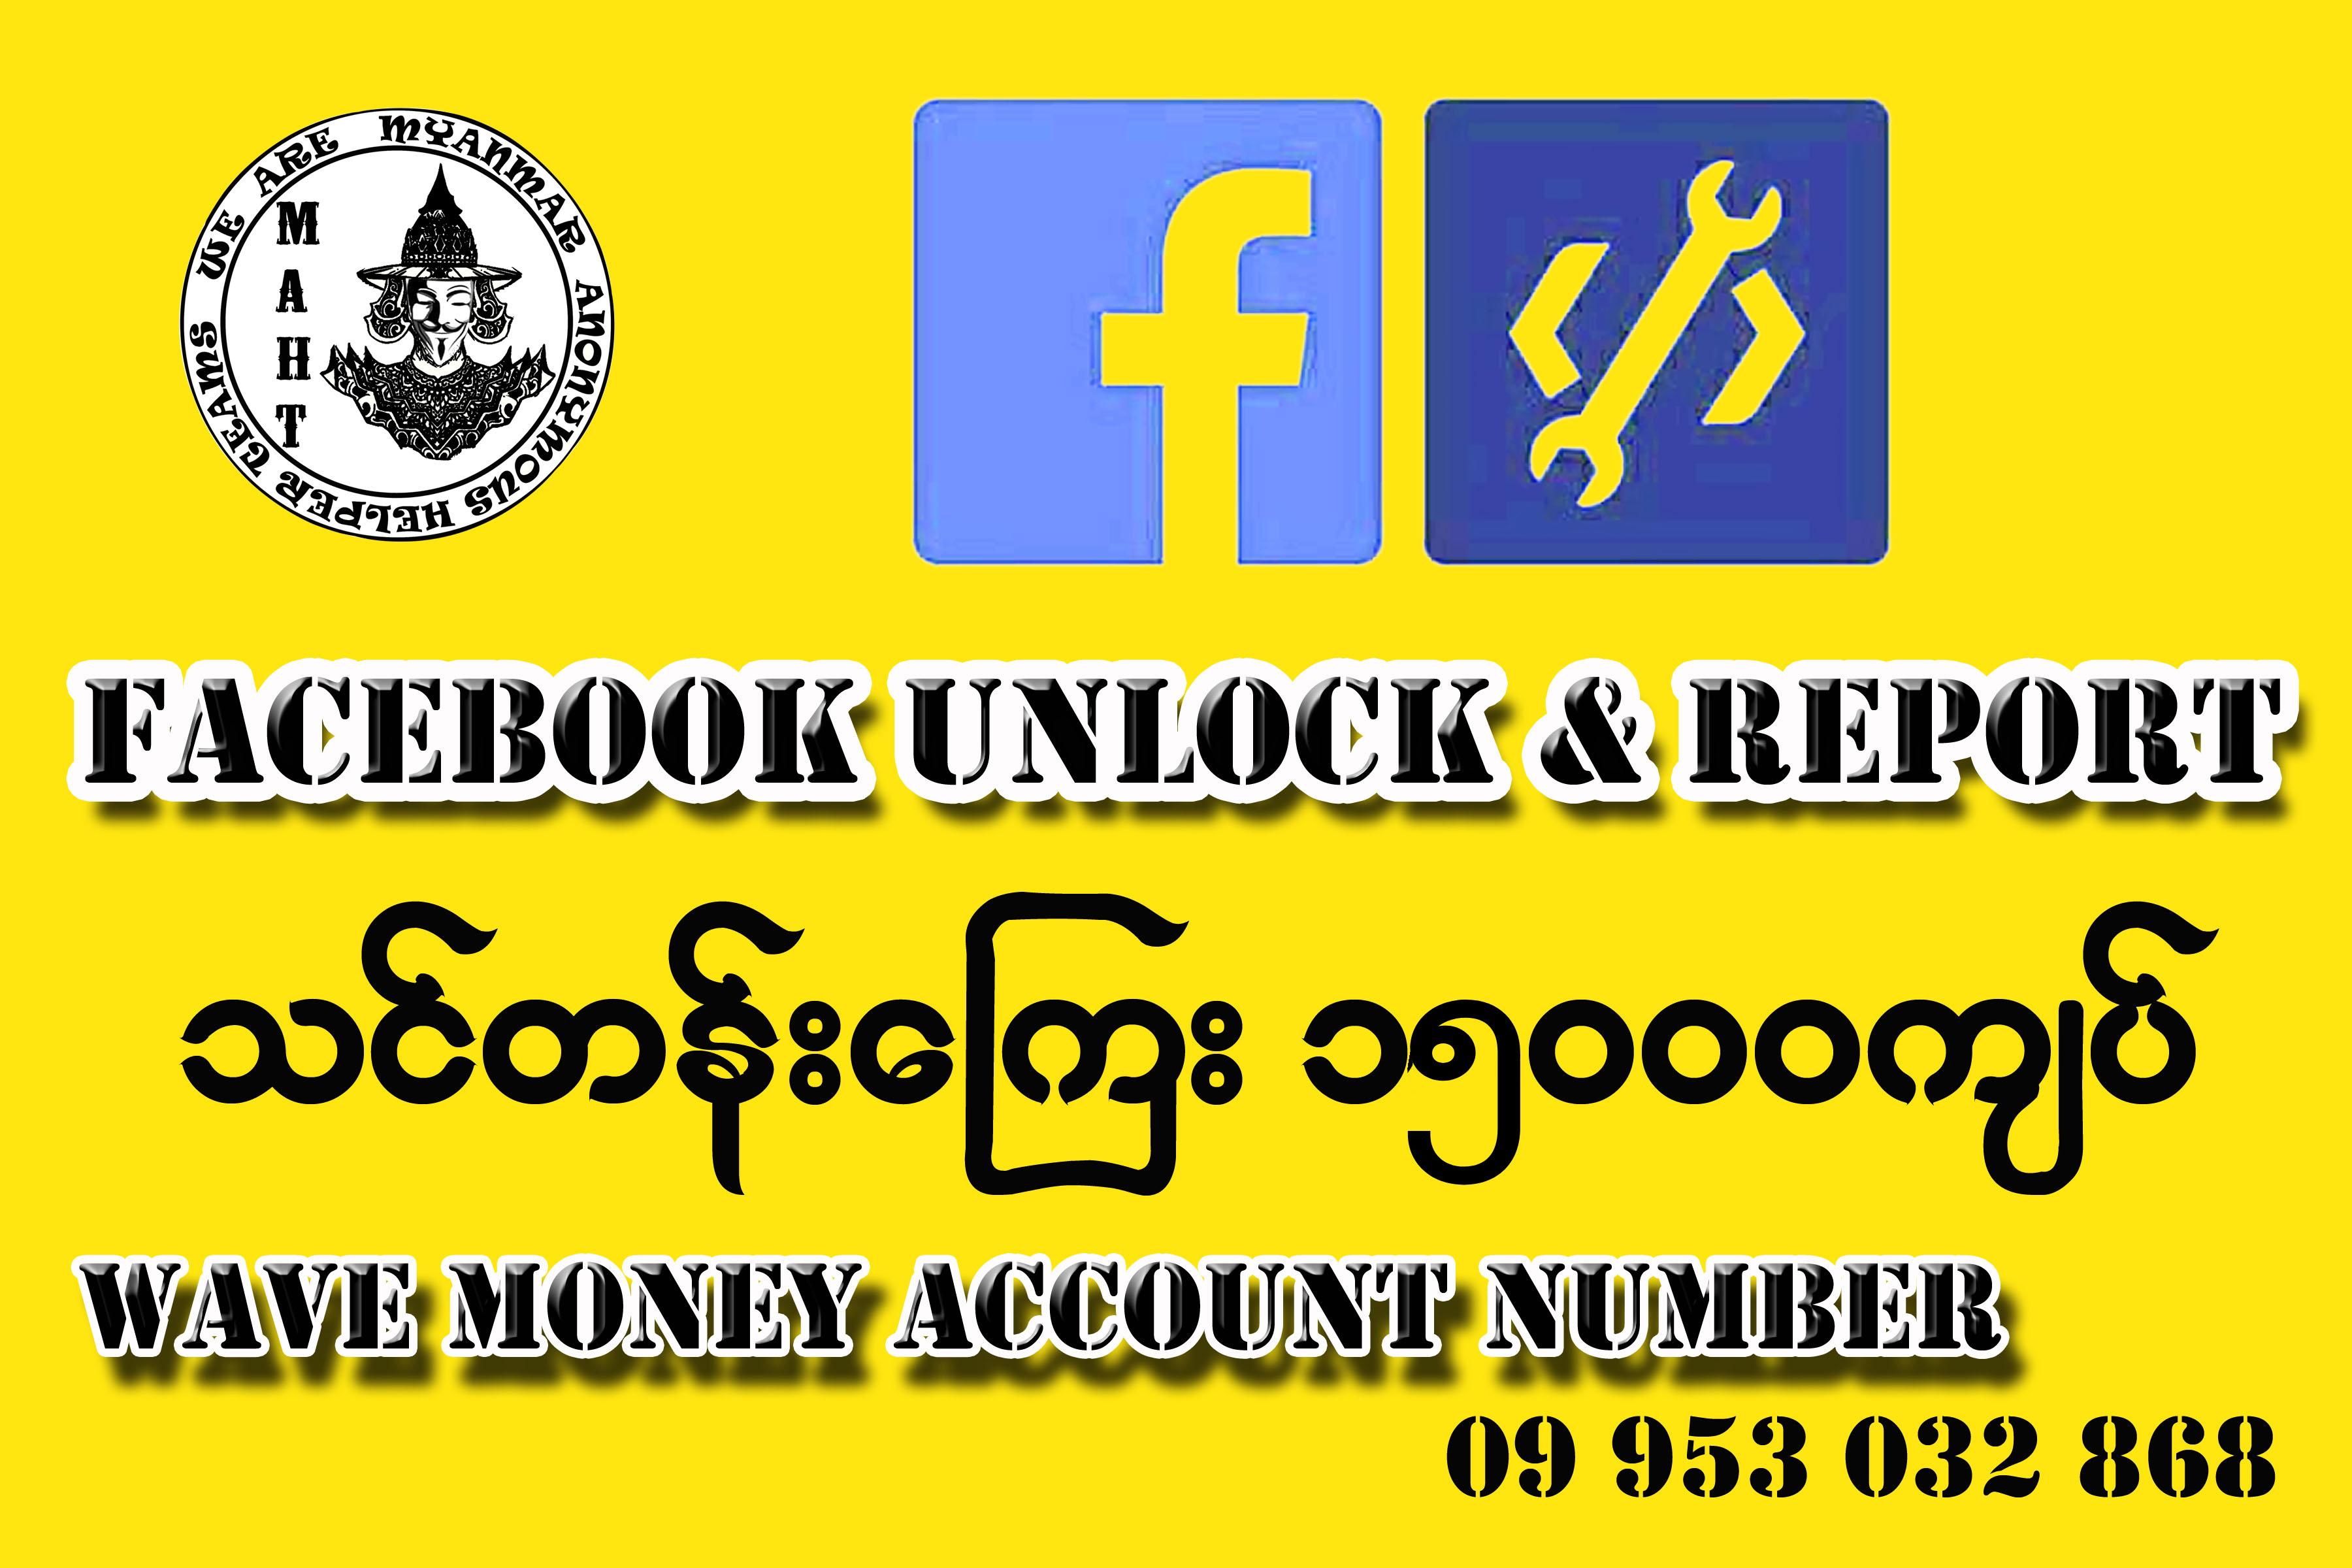 WE ARE MYANMAR ANONYMOUS HELPER TEAMS
M
A
H
T
FACEBOOK UNLOCK & REPORT
သင်တန်းကြေး ၁၅၀၀၀ကျပ်
WAVE MONEY ACCOUNT NUMBER
09 953 032 868